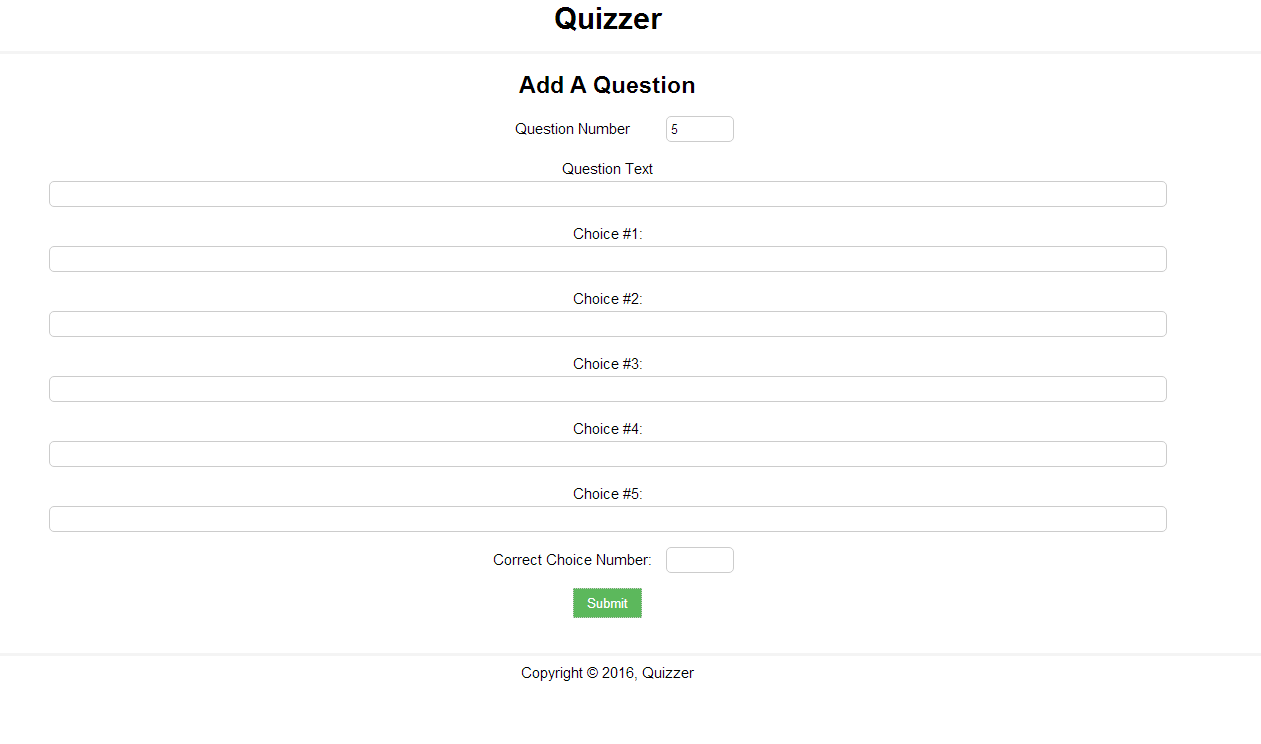 Quizzer
Add A Question
Question Number 5
Question Text
Choice #1:
Choice #2:
Choice #3:
Choice #4:
Choice #5:
Correct Choice Number:
Submit
Copyright © 2016, Quizzer